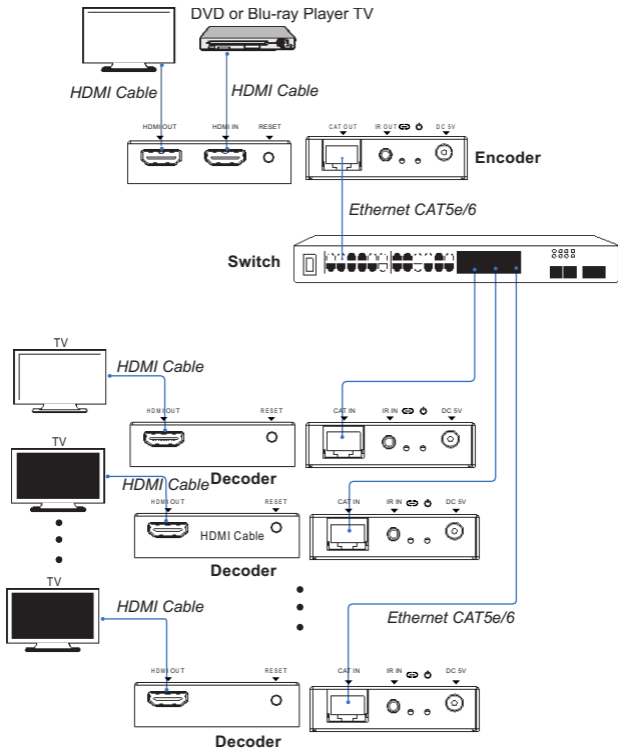 DVD or Blu-ray Player TV
HDMI Cable
HDMI Cable
HDMI OUT HDMI IN RESET
CAT OUT IR OUT DC 5V
Encoder
Ethernet CAT5e/6
Switch
TV
HDMI Cable
HDMI OUT RESET
CAT IN IR IN DC 5V
Decoder
TV
HDMI Cable
HDMI OUT RESET
CAT IN IR IN DC 5V
HDMI Cable
Decoder
TV
HDMI Cable
Ethernet CAT5e/6
HDMI OUT RESET
CAT IN IR IN DC 5V
Decoder